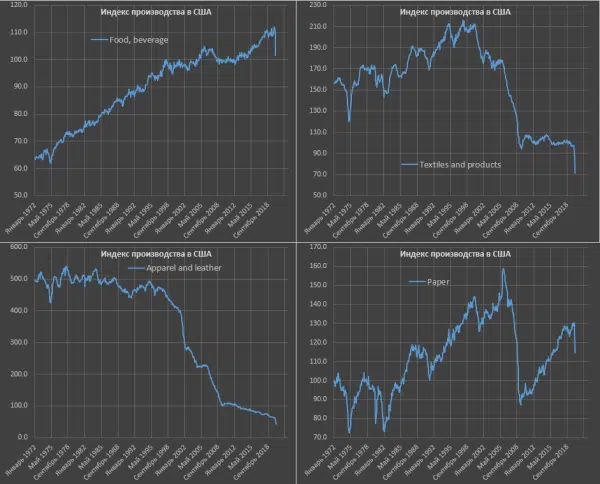 Индекс производства в США
Food, beverage
120.0
110.0
100.0
90.0
80.0
70.0
60.0
50.0
Январь 1972
Май 1975
Сентябрь 1978
Январь 1982
Май 1985
Сентябрь 1988
Январь 1992
Май 1995
Сентябрь 1998
Январь 2002
Май 2005
Сентябрь 2008
Январь 2012
Май 2015
Сентябрь 2018
Индекс производства в США
Textiles and products
230.0
210.0
190.0
170.0
150.0
130.0
110.0
90.0
70.0
50.0
Январь 1972
Май 1975
Сентябрь 1978
Январь 1982
Май 1985
Сентябрь 1988
Январь 1992
Май 1995
Сентябрь 1998
Январь 2002
Май 2005
Сентябрь 2008
Январь 2012
Май 2015
Сентябрь 2018
Индекс производства в США
Apparel and leather
600.0
500.0
400.0
300.0
200.0
100.0
0.0
Январь 1972
Май 1975
Сентябрь 1978
Январь 1982
Май 1985
Сентябрь 1988
Январь 1992
Май 1995
Сентябрь 1998
Январь 2002
Май 2005
Сентябрь 2008
Январь 2012
Май 2015
Сентябрь 2018
Индекс производства в США
Paper
170.0
160.0
150.0
140.0
130.0
120.0
110.0
100.0
90.0
80.0
70.0
Январь 1972
Май 1975
Сентябрь 1978
Январь 1982
Май 1985
Сентябрь 1988
Январь 1992
Май 1995
Сентябрь 1998
Январь 2002
Май 2005
Сентябрь 2008
Январь 2012
Май 2015
Сентябрь 2018